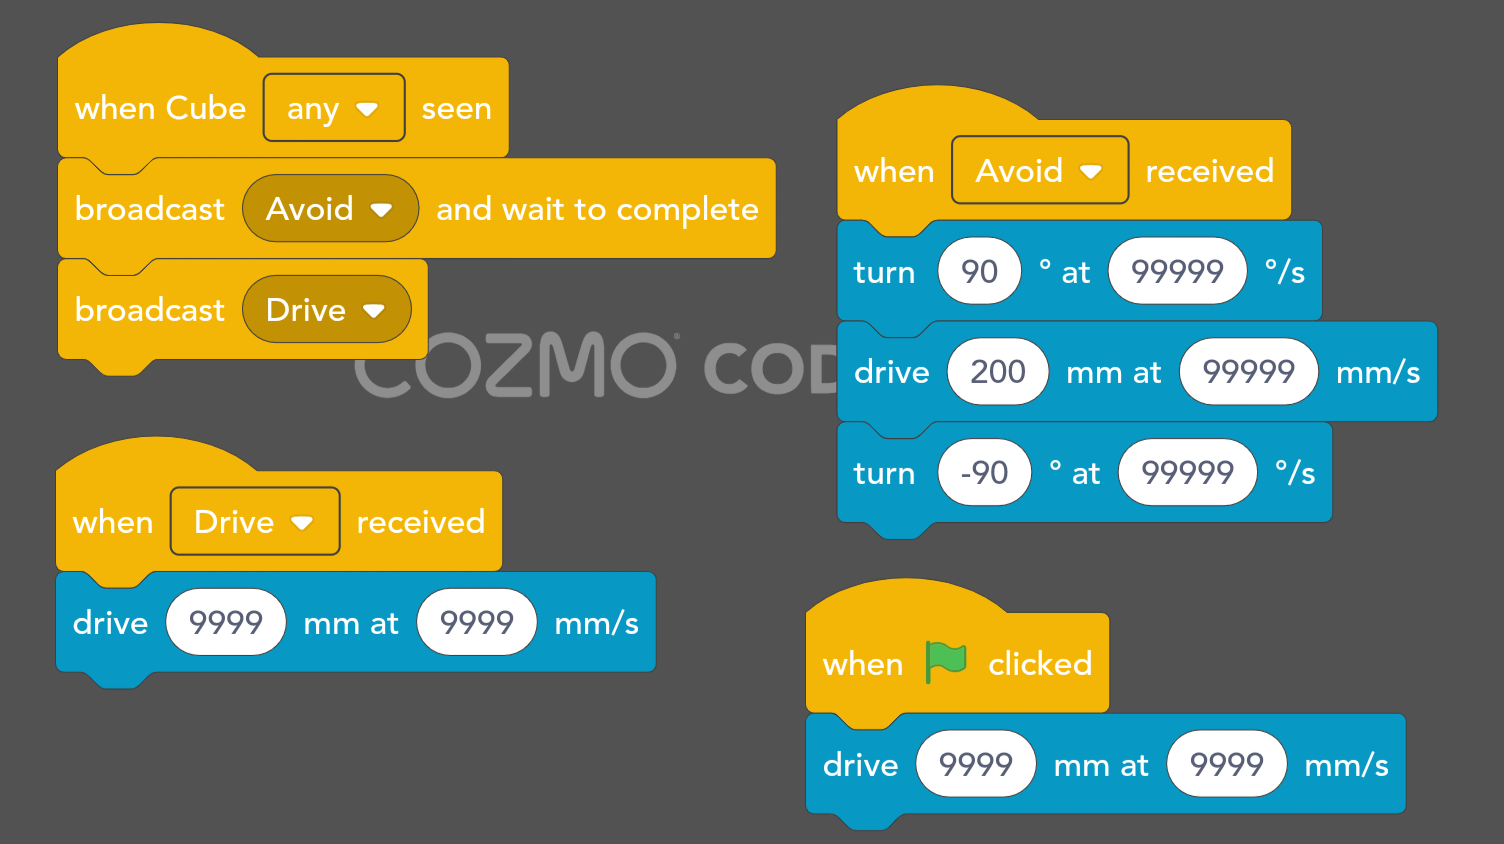 when Cube any seen
broadcast Avoid and wait to complete
broadcast Drive
when Avoid received
turn 90 ° at 99999 °/s
drive 200 mm at 99999 mm/s
turn -90 ° at 99999 °/s
COZMO COD
when Drive received
drive 9999 mm at 9999 mm/s
when clicked
drive 9999 mm at 9999 mm/s